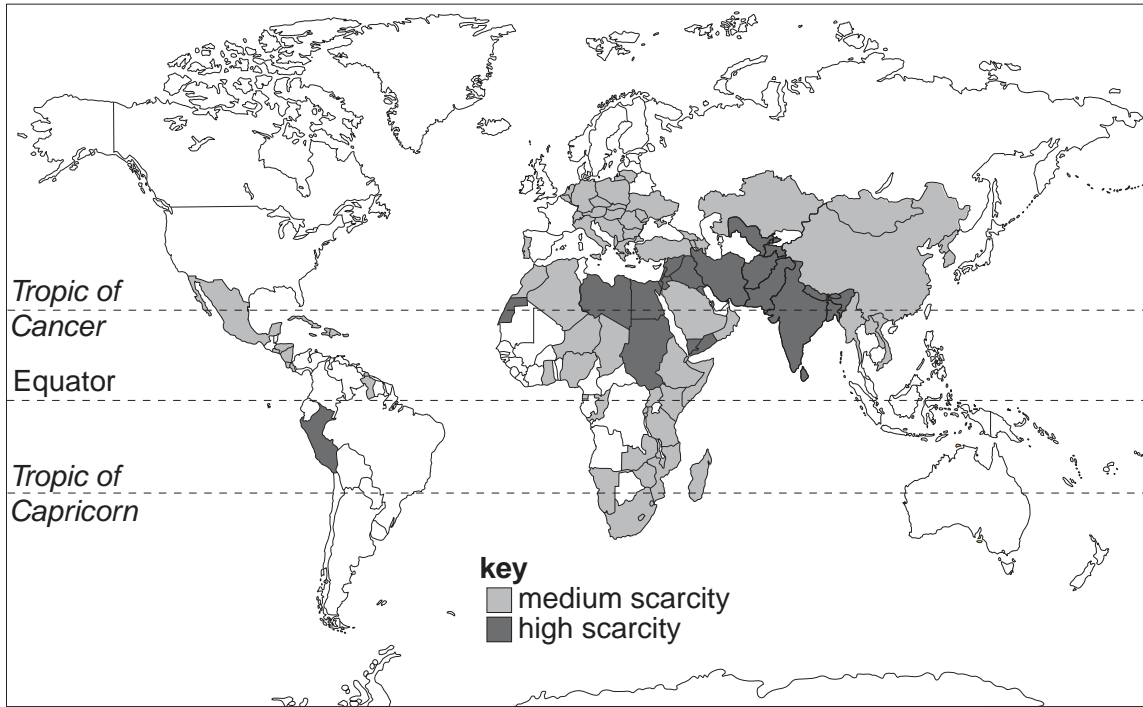 Tropic of
Cancer
Equator
Tropic of
Capricorn
key
medium scarcity
high scarcity